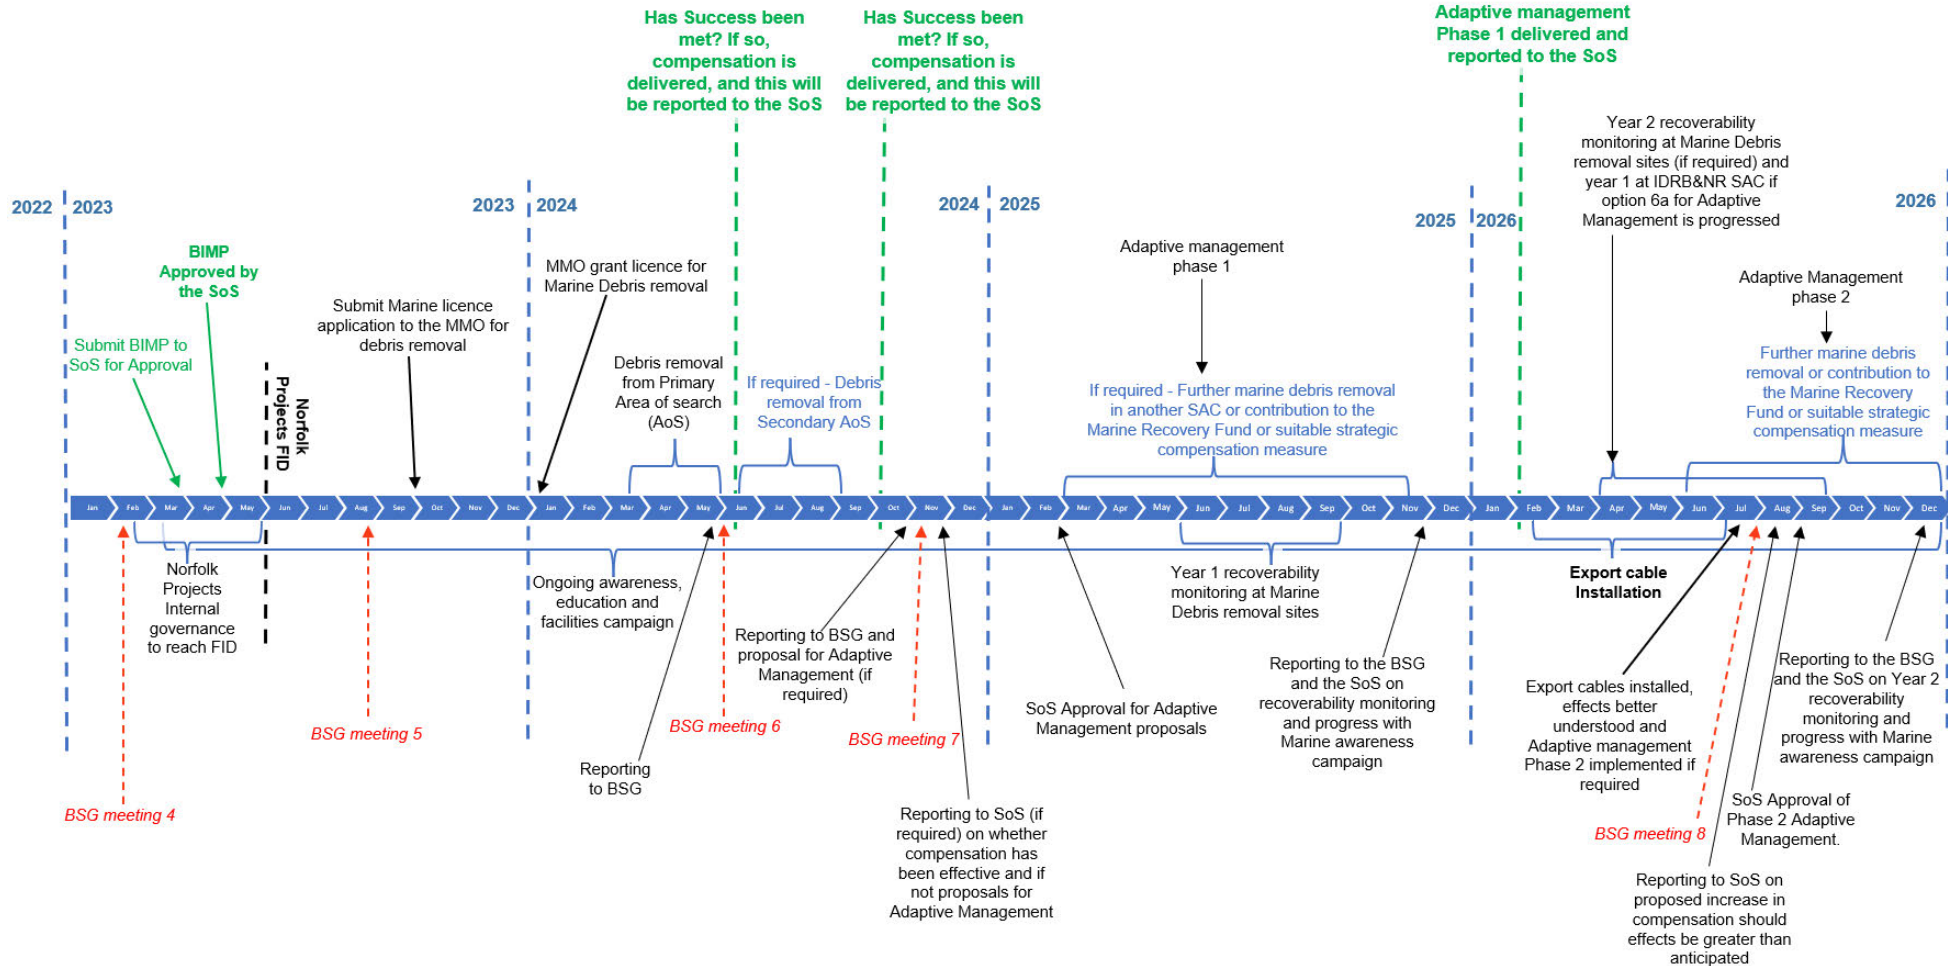 Has Success been
met? If so,
compensation is
delivered, and this will
be reported to the SoS
Has Success been
met? If so,
compensation is
delivered, and this will
be reported to the SoS
Adaptive management
Phase 1 delivered and
reported to the SoS
Year 2 recoverability
monitoring at Marine Debris
removal sites (if required) and
year 1 at IDRB&NR SAC if
option 6a for Adaptive
Management is progressed
2022
2023
2023
2024
2024
2025
2025
2026
2026
BIMP
Approved by
the SoS
Submit BIMP to
SoS for Approval
Norfolk
Projects FID
Submit Marine licence
application to the MMO for
debris removal
MMO grant licence for
Marine Debris removal
Debris removal
from Primary
Area of search
(AoS)
If required - Debris
removal from
Secondary AoS
Adaptive management
phase 1
If required - Further marine debris removal
in another SAC or contribution to the
Marine Recovery Fund or suitable strategic
compensation measure
Adaptive Management
phase 2
Further marine debris
removal or contribution to
the Marine Recovery
Fund or suitable strategic
compensation measure
Jan Feb Mar Apr May Jun Jul Aug Sep Oct Nov Dec Jan Feb Mar Apr May Jun Jul Aug Sep Oct Nov Dec Jan Feb Mar Apr May Jun Jul Aug Sep Oct Nov Dec Jan Feb Mar Apr May Jun Jul Aug Sep Oct Nov Dec
Norfolk
Projects
Internal
governance
to reach FID
BSG meeting 4
BSG meeting 5
Ongoing awareness,
education and
facilities campaign
Reporting
to BSG
BSG meeting 6
Reporting to BSG and
proposal for Adaptive
Management (if
required)
BSG meeting 7
Reporting to SoS (if
required) on whether
compensation has
been effective and if
not proposals for
Adaptive Management
SoS Approval for Adaptive
Management proposals
Year 1 recoverability
monitoring at Marine
Debris removal sites
Reporting to the BSG
and the SoS on
recoverability monitoring
and progress with
Marine awareness
campaign
Export cable
Installation
Export cables installed,
effects better
understood and
Adaptive management
Phase 2 implemented if
required
BSG meeting 8
Reporting to SoS on
proposed increase in
compensation should
effects be greater than
anticipated
SoS Approval of
Phase 2 Adaptive
Management.
Reporting to the BSG
and the SoS on Year 2
recoverability
monitoring and
progress with Marine
awareness campaign